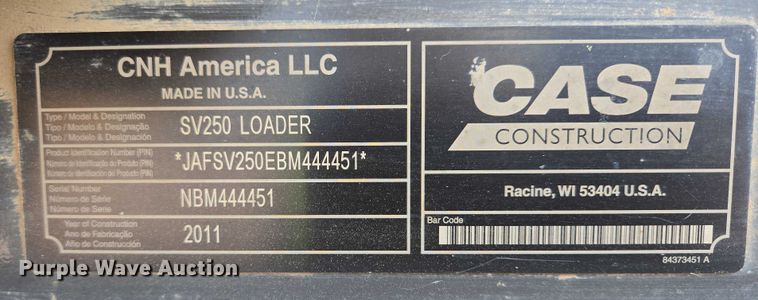 CNH America LLC
MADE IN U.S.A.
Type / Model & Designation
Tipo / Modelo & Designação
Tipo / Modelo & Designación
SV250 LOADER
Product Identification Number (PIN)
Número de Identificação do Produto (PIN)
Número de Identificación del Producto (PIN)
*JAFSV250EBM444451*
Serial Number
Número de Série
Número de Serie
NBM444451
Year of Construction
Ano de Fabricação
Año de Construcción
2011
CASE
CONSTRUCTION
Racine, WI 53404 U.S.A.
Bar Code
84373451 A
Purple Wave Auction